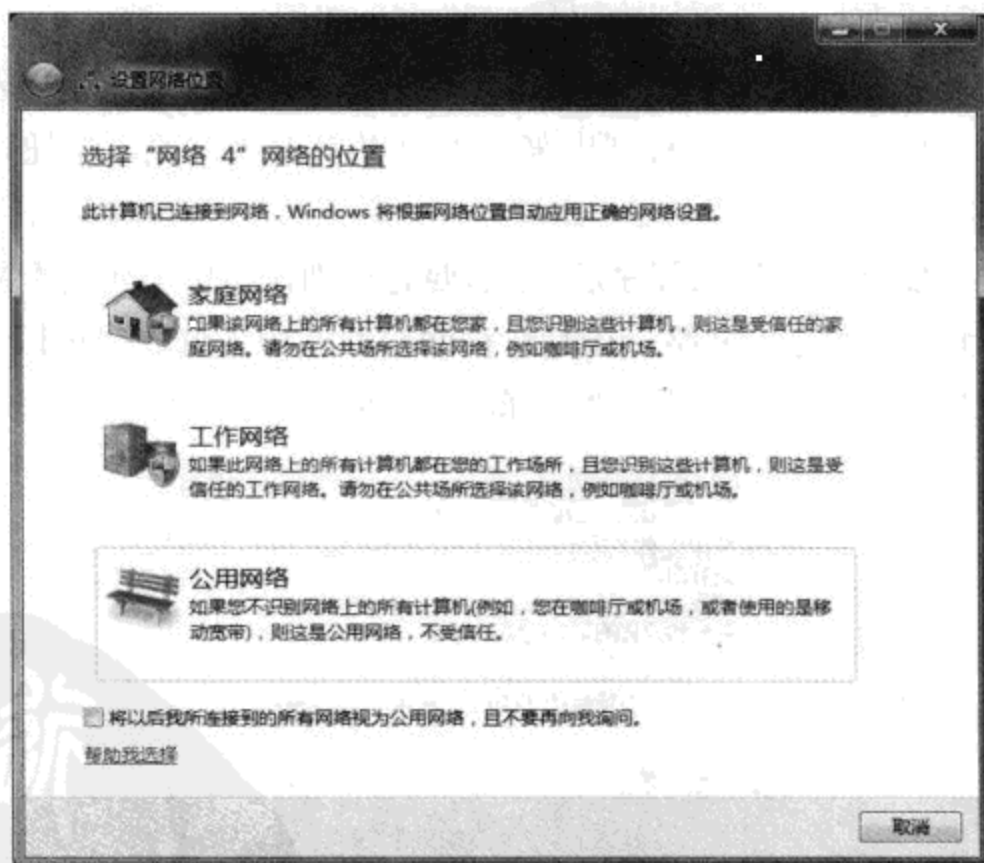 设置网络位置
选择“网络 4”网络的位置
此计算机已连接到网络，Windows 将根据网络位置自动应用正确的网络设置。
家庭网络
如果该网络上的所有计算机都在您家，且您识别这些计算机，则这是受信任的家
庭网络。请勿在公共场所选择该网络，例如咖啡厅或机场。
工作网络
如果此网络上的所有计算机都在您的工作场所，且您识别这些计算机，则这是受
信任的工作网络。请勿在公共场所选择该网络，例如咖啡厅或机场。
公用网络
如果您不识别网络上的所有计算机(例如，您在咖啡厅或机场，或者使用的是移
动宽带)，则这是公用网络，不受信任。
将以后我所连接到的所有网络视为公用网络，且不要再向我询问。
帮助我选择
取消